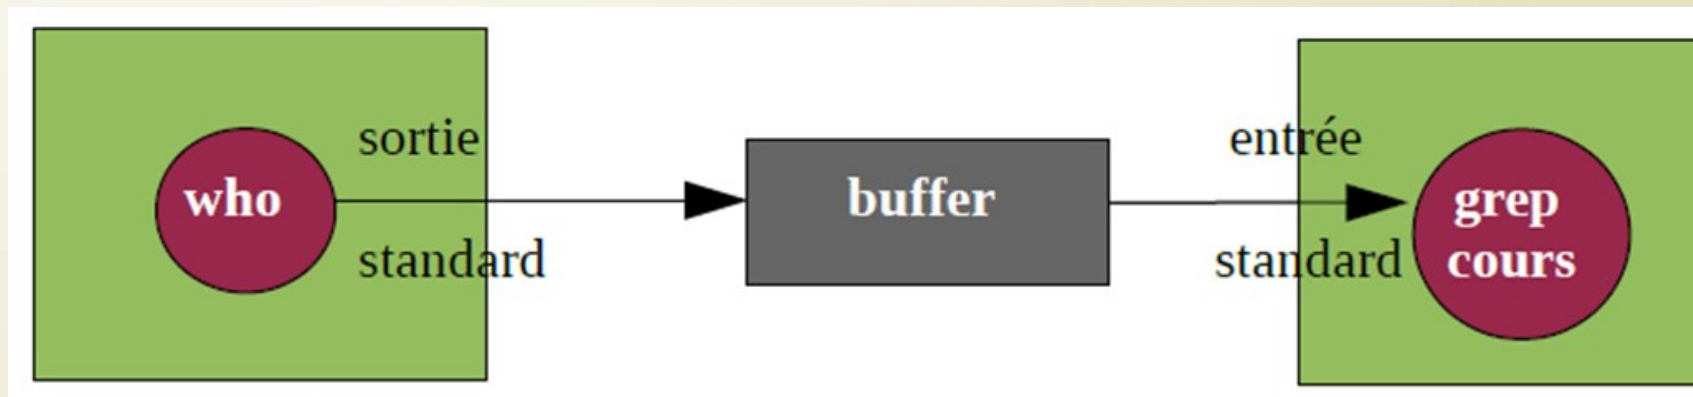 who
sortie
standard
buffer
entrée
standard
grep
cours